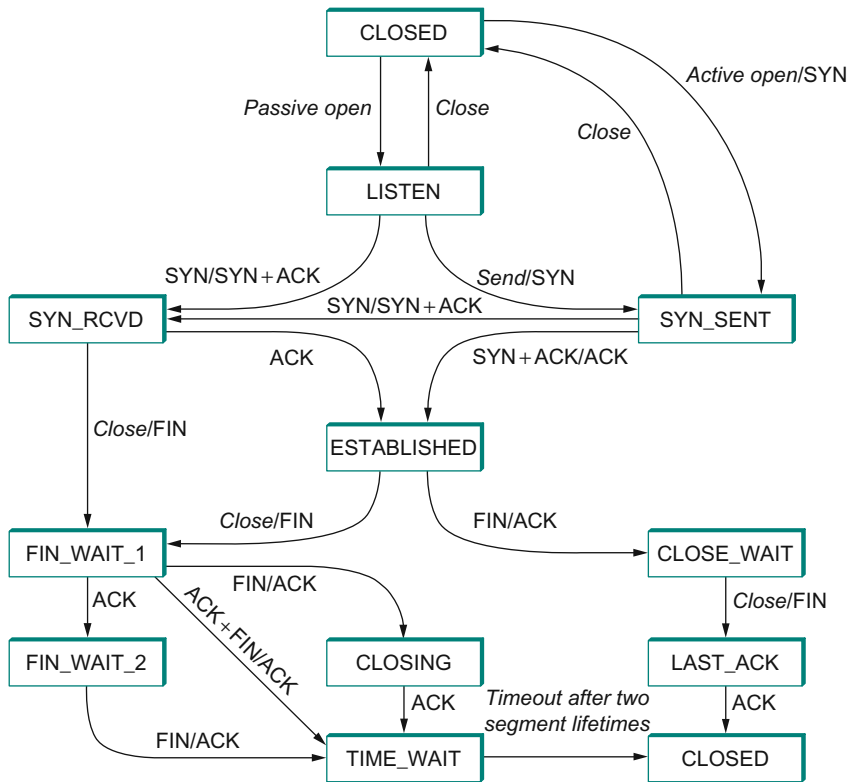 CLOSED
Active open/SYN
Passive open
Close
Close
LISTEN
SYN/SYN + ACK
Send/SYN
SYN/SYN + ACK
SYN_RCVD
SYN_SENT
ACK
SYN + ACK/ACK
Close/FIN
ESTABLISHED
Close/FIN
FIN/ACK
FIN_WAIT_1
CLOSE_WAIT
FIN/ACK
ACK
ACK + FIN/ACK
Close/FIN
FIN_WAIT_2
CLOSING
LAST_ACK
ACK
Timeout after two
segment lifetimes
ACK
FIN/ACK
TIME_WAIT
CLOSED